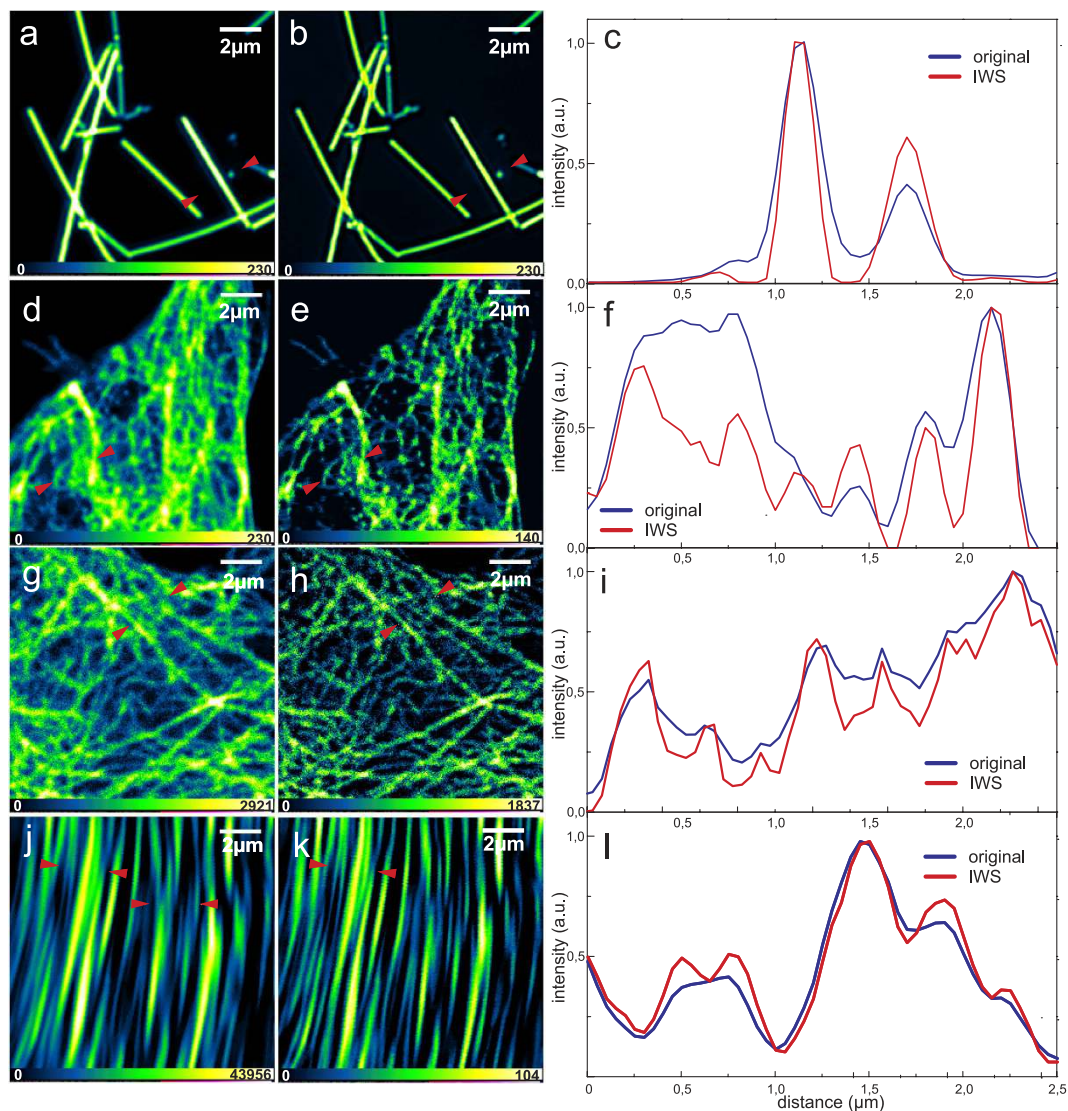 a
2µm
0
230
b
2µm
230
c
original
IWS
intensity (a.u.)
1,0
0,5
0,0
0,5
1,0
1,5
2,0
d
2µm
0
230
e
2µm
0
140
f
original
IWS
intensity (a.u.)
1,0
0,5
0,0
0,5
1,0
1,5
2,0
g
2µm
0
2921
h
2µm
0
1837
i
original
IWS
intensity (a.u.)
1,0
0,5
0,0
0,5
1,0
1,5
2,0
j
2µm
0
43956
k
2µm
0
104
l
original
IWS
intensity (a.u.)
1,0
0,5
0,0
0
0,5
1,0
1,5
2,0
2,5
distance (µm)